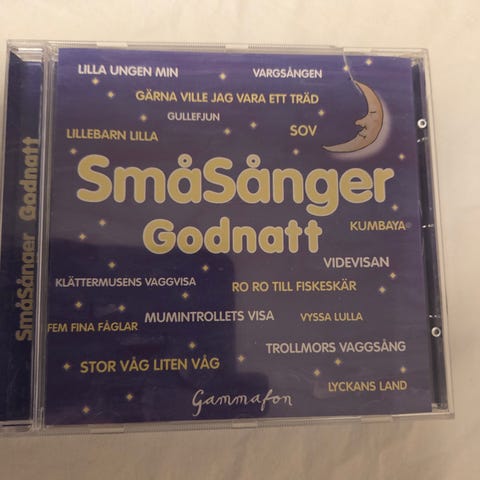 SmåSånger Godnatt
LILLA UNGEN MIN
VARGSÅNGEN
GÄRNA VILLE JAG VARA ETT TRÄD
GULLEFJUN
LILLEBARN LILLA
SOV
SmåSånger
Godnatt
KUMBAYA
VIDEVISAN
KLÄTTERMUSENS VAGGVISA
RO RO TILL FISKESKÄR
MUMINTROLLETS VISA
VYSSA LULLA
FEM FINA FÅGLAR
TROLLMORS VAGGSÅNG
STOR VÅG LITEN VÅG
LYCKANS LAND
Gammafon